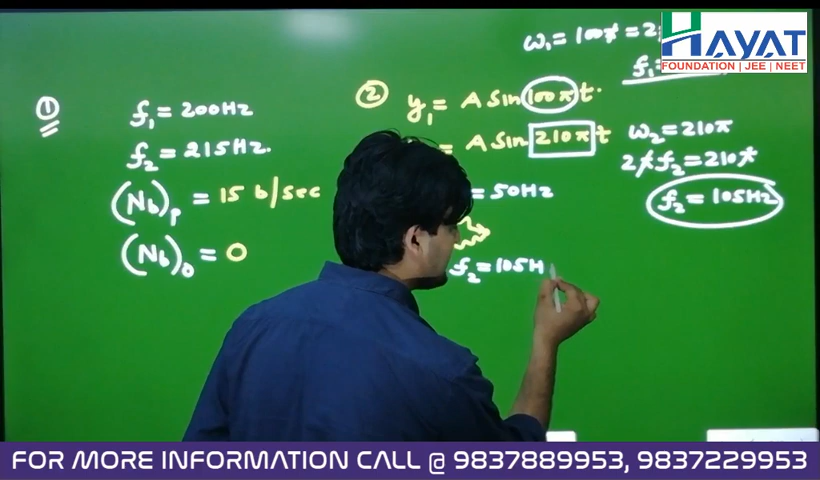 HAYAT
FOUNDATION | JEE | NEET
ω₁ = 100π = 2
f₁ =
①
f₁ = 200Hz
f₂ = 215Hz.
(Nb)p = 15 b/sec
(Nb)o = 0
②
y₁ = A sin 100π t.
= A sin 210π t
= 50Hz
f₂ = 105H
ω₂ = 210π
2πf₂ = 210π
f₂ = 105Hz
FOR MORE INFORMATION CALL @ 9837889953, 9837229953